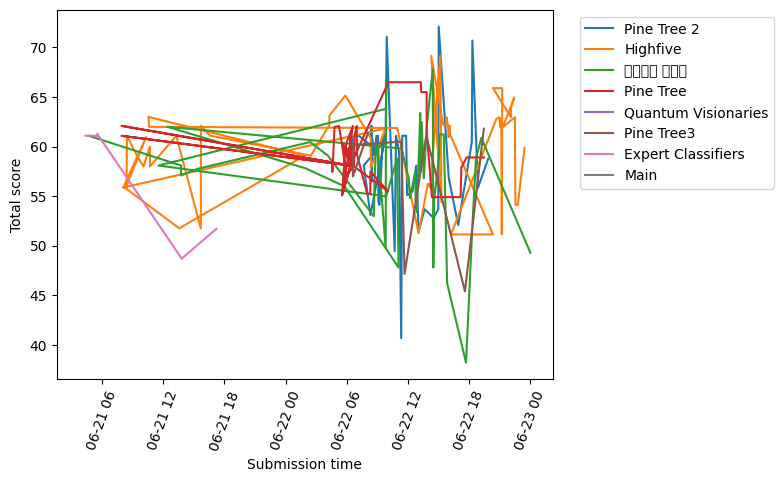 70
65
60
55
50
45
40
Total score
06-21 06
06-21 12
06-21 18
06-22 00
06-22 06
06-22 12
06-22 18
06-23 00
Submission time
Pine Tree 2
Highfive
Pine Tree
Quantum Visionaries
Pine Tree3
Expert Classifiers
Main